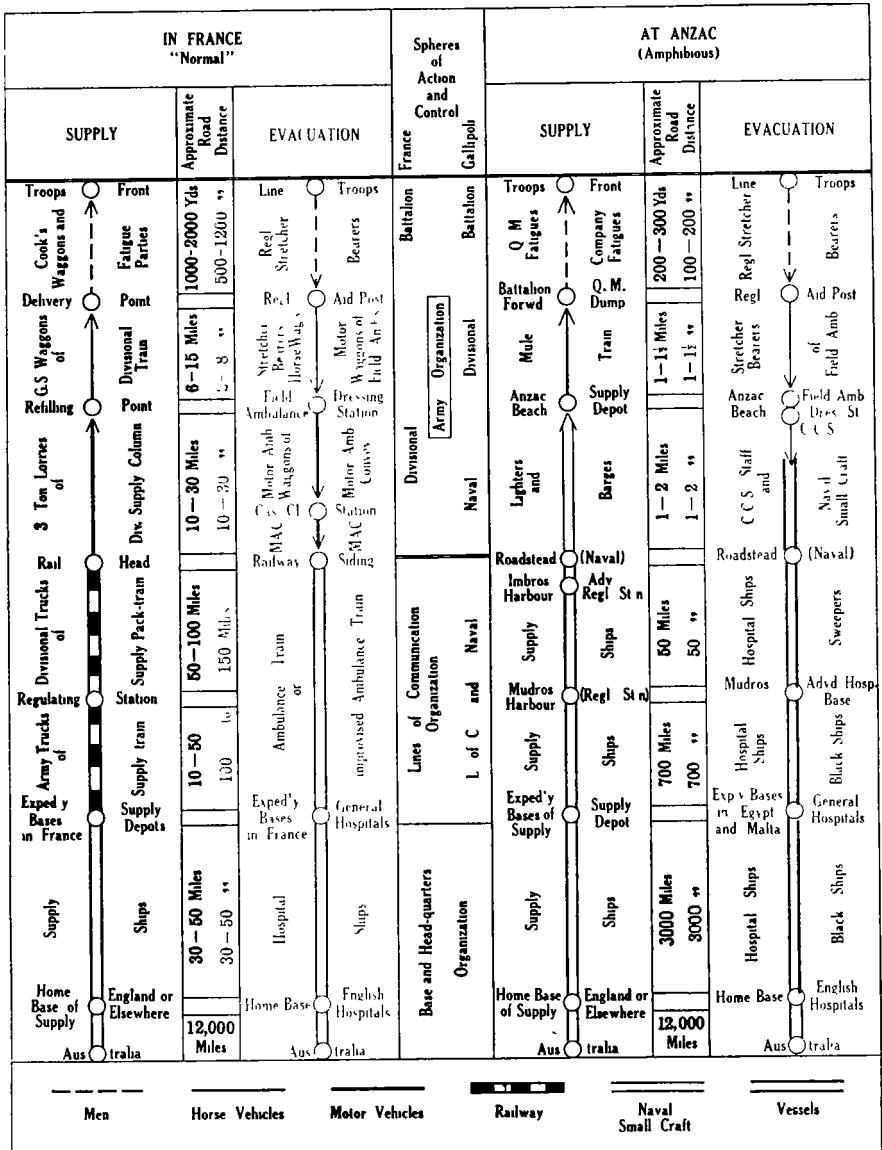 IN FRANCE
"Normal"
Spheres
of
Action
and
Control
France
Gallipoli
AT ANZAC
(Amphibious)
SUPPLY
Approximate
Road
Distance
EVACUATION
SUPPLY
Approximate
Road
Distance
EVACUATION
Troops Front
Cook's
Waggons and
Fatigue
Parties
Delivery Point
G.S Waggons
of
Divisional
Train
Refilling Point
3 Ton Lorries
of
Div. Supply Column
Rail Head
Divisional Trucks
of
Supply Pack-train
Regulating Station
Army Trucks
of
Supply train
Exped'y
Bases
in France
Supply
Depots
Supply
Ships
Home
Base of
Supply
England or
Elsewhere
Aus tralia
1000-2000 Yds
500-1200 "
6-15 Miles
8 "
10-30 Miles
10-30 "
50-100 Miles
150 Miles
10-50
100
30-50 Miles
30-50 "
12,000
Miles
Line Troops
Regl
Stretcher
Bearers
Regl Aid Post
Stretcher
Bearers
Horse Wags
Motor
Waggons of
Field Ambs
Field
Ambulance
Dressing
Station
Motor Amb
Waggons of
Motor Amb
Convoy
Cas Cl Station
MAC MAC
Railway Siding
Ambulance
or
Train
Improvised Ambulance Train
Exped'y
Bases
in France
General
Hospitals
Hospital
Ships
Home Base
English
Hospitals
Aus tralia
Battalion
Battalion
Divisional
Army Organization
Divisional
Naval
Lines of Communication
Organization
L of C and Naval
Base and Head-quarters
Organization
Troops Front
Q M
Fatigues
Company
Fatigues
Battalion
Forwd
Q.M.
Dump
Mule
Train
Anzac
Beach
Supply
Depot
Lighters
and
Barges
Roadstead (Naval)
Imbros
Harbour
Adv
Regl Stn
Supply
Ships
Mudros
Harbour
(Regl Stn)
Supply
Ships
Exped'y
Bases of
Supply
Supply
Depot
Supply
Ships
Home Base
of Supply
England or
Elsewhere
Aus tralia
200-300 Yds
100-200 "
1-1½ Miles
1-1½ "
1-2 Miles
1-2 "
50 Miles
50 "
700 Miles
700 "
3000 Miles
3000 "
12,000
Miles
Line Troops
Regl Stretcher
Bearers
Regl Aid Post
Stretcher
Bearers
of
Field Amb
Anzac
Beach
Field Amb
Dres. St
C C S
C C S Staff
and
Naval
Small Craft
Roadstead (Naval)
Hospital Ships
Sweepers
Mudros
Advd Hosp.
Base
Hospital
Ships
Black Ships
Exp'y Bases
in Egypt
and Malta
General
Hospitals
Hospital Ships
Black Ships
Home Base
English
Hospitals
Aus tralia
Men
Horse Vehicles
Motor Vehicles
Railway
Naval
Small Craft
Vessels